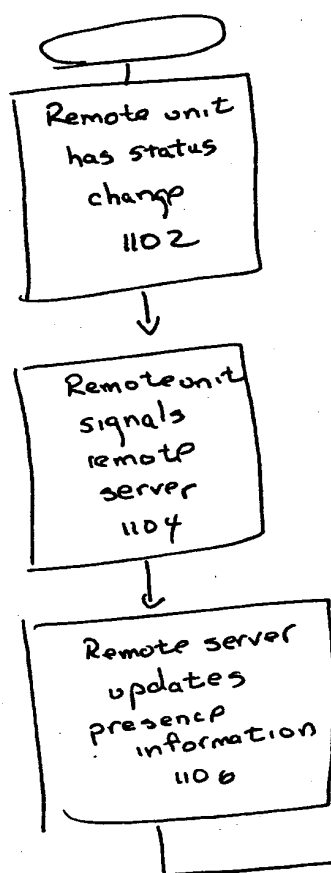 Remote unit
has status
change
1102
Remote unit
signals
remote
server
1104
Remote server
updates
presence
information
1106